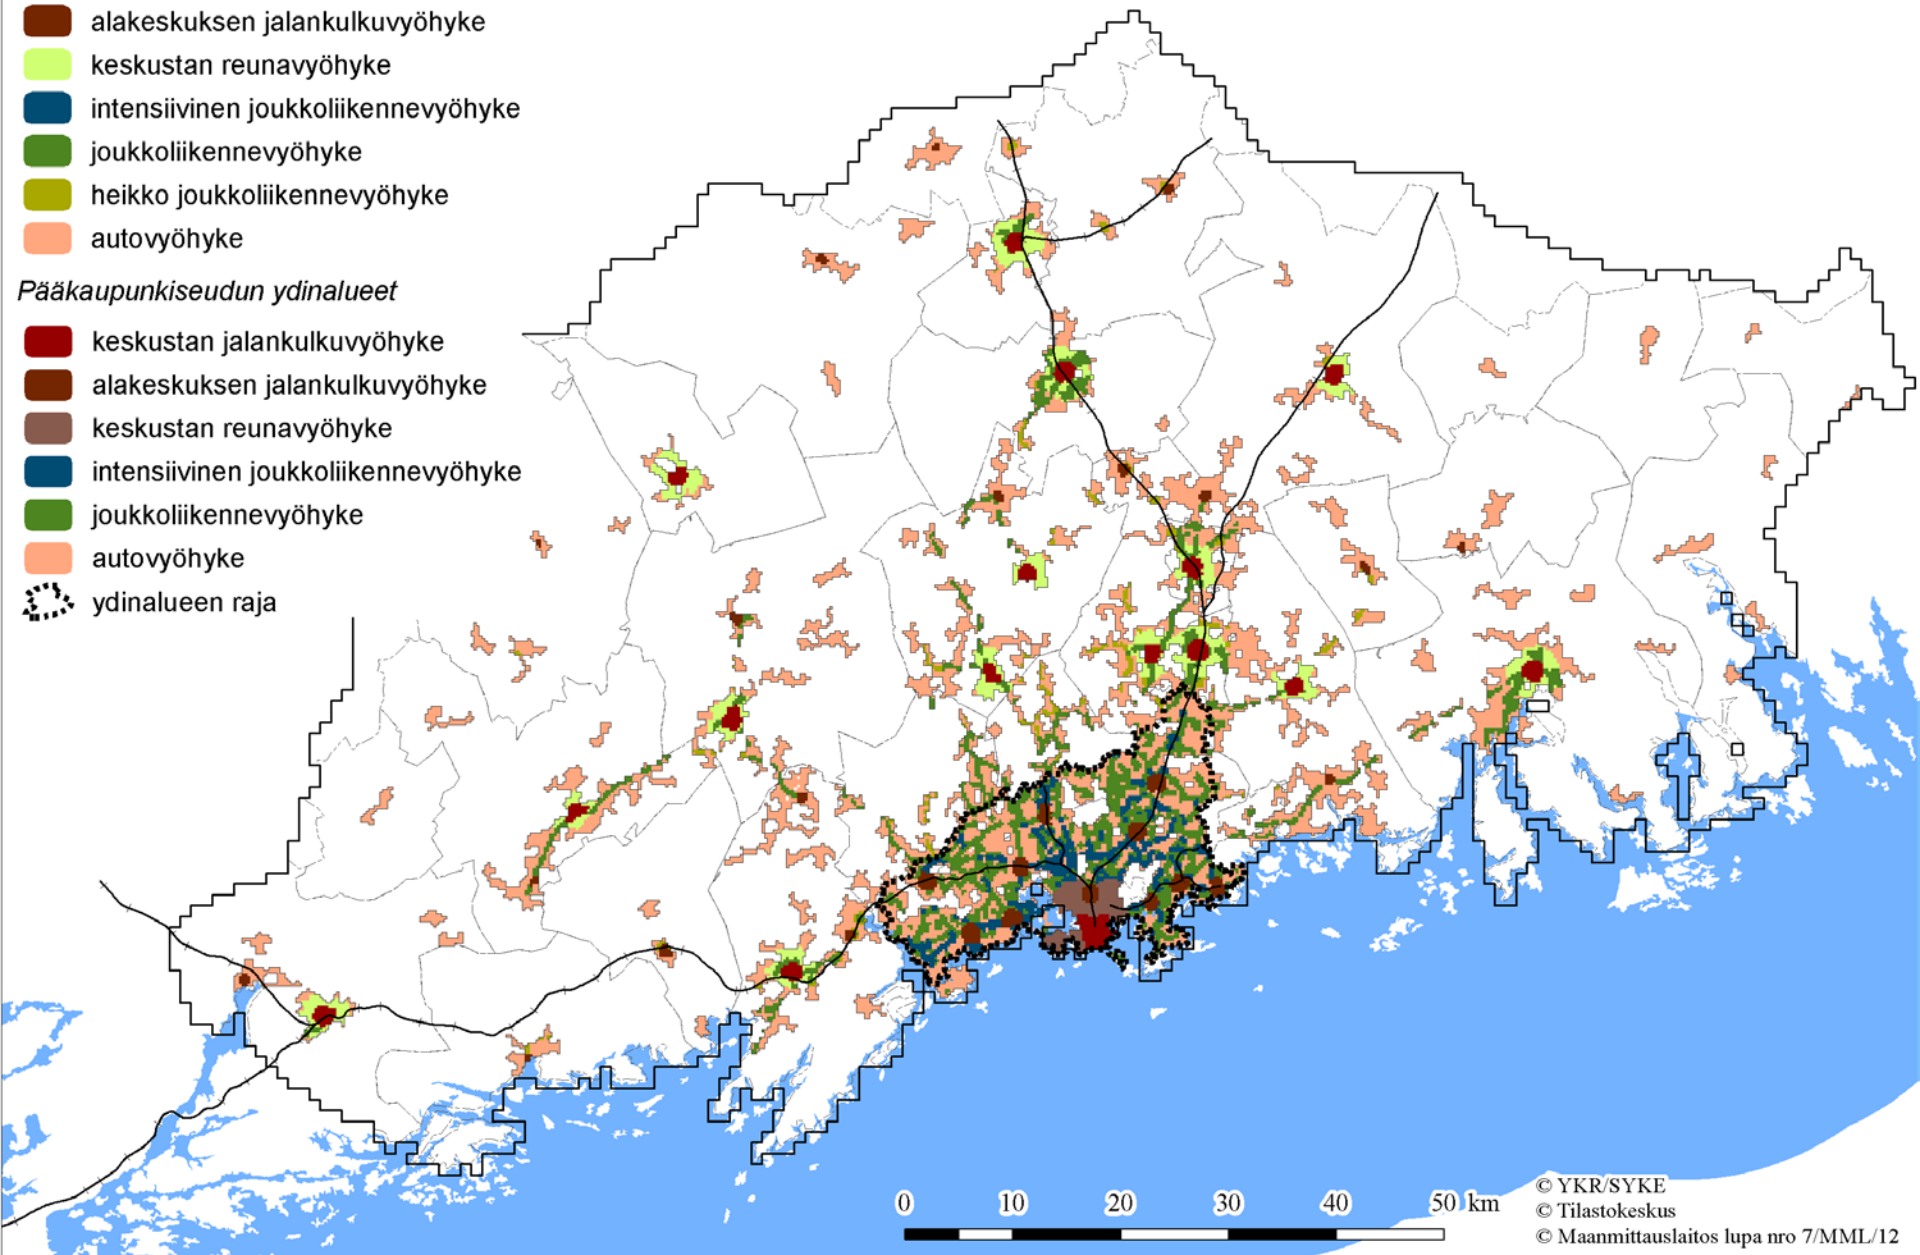 alakeskuksen jalankulkuvyöhyke
keskustan reunavyöhyke
intensiivinen joukkoliikennevyöhyke
joukkoliikennevyöhyke
heikko joukkoliikennevyöhyke
autovyöhyke
Pääkaupunkiseudun ydinalueet
keskustan jalankulkuvyöhyke
alakeskuksen jalankulkuvyöhyke
keskustan reunavyöhyke
intensiivinen joukkoliikennevyöhyke
joukkoliikennevyöhyke
autovyöhyke
ydinalueen raja
0 10 20 30 40 50 km
© YKR/SYKE
© Tilastokeskus
© Maanmittauslaitos lupa nro 7/MML/12